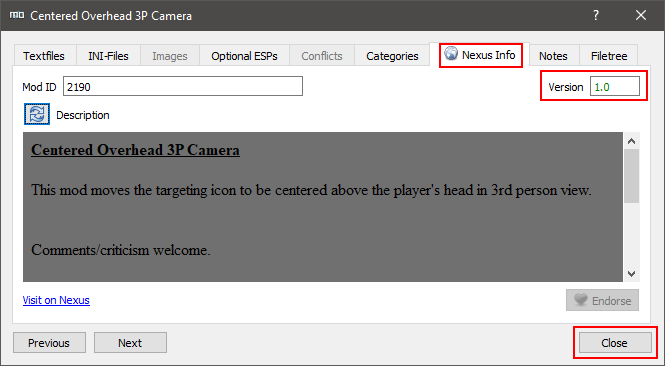 Centered Overhead 3P Camera
Textfiles INI-Files Images Optional ESPs Conflicts Categories Nexus Info Notes Filetree
Mod ID 2190 Version 1.0
Description
Centered Overhead 3P Camera
This mod moves the targeting icon to be centered above the player's head in 3rd person view.
Comments/criticism welcome.
Visit on Nexus Endorse
Previous Next Close